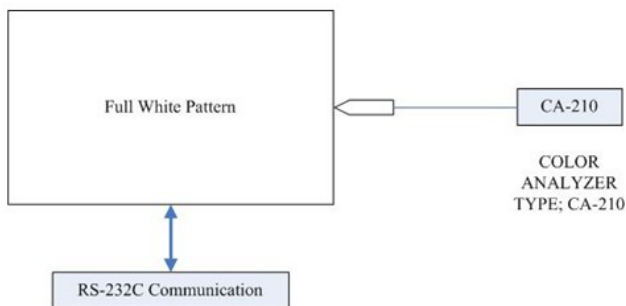 Full White Pattern
CA-210
COLOR
ANALYZER
TYPE; CA-210
RS-232C Communication